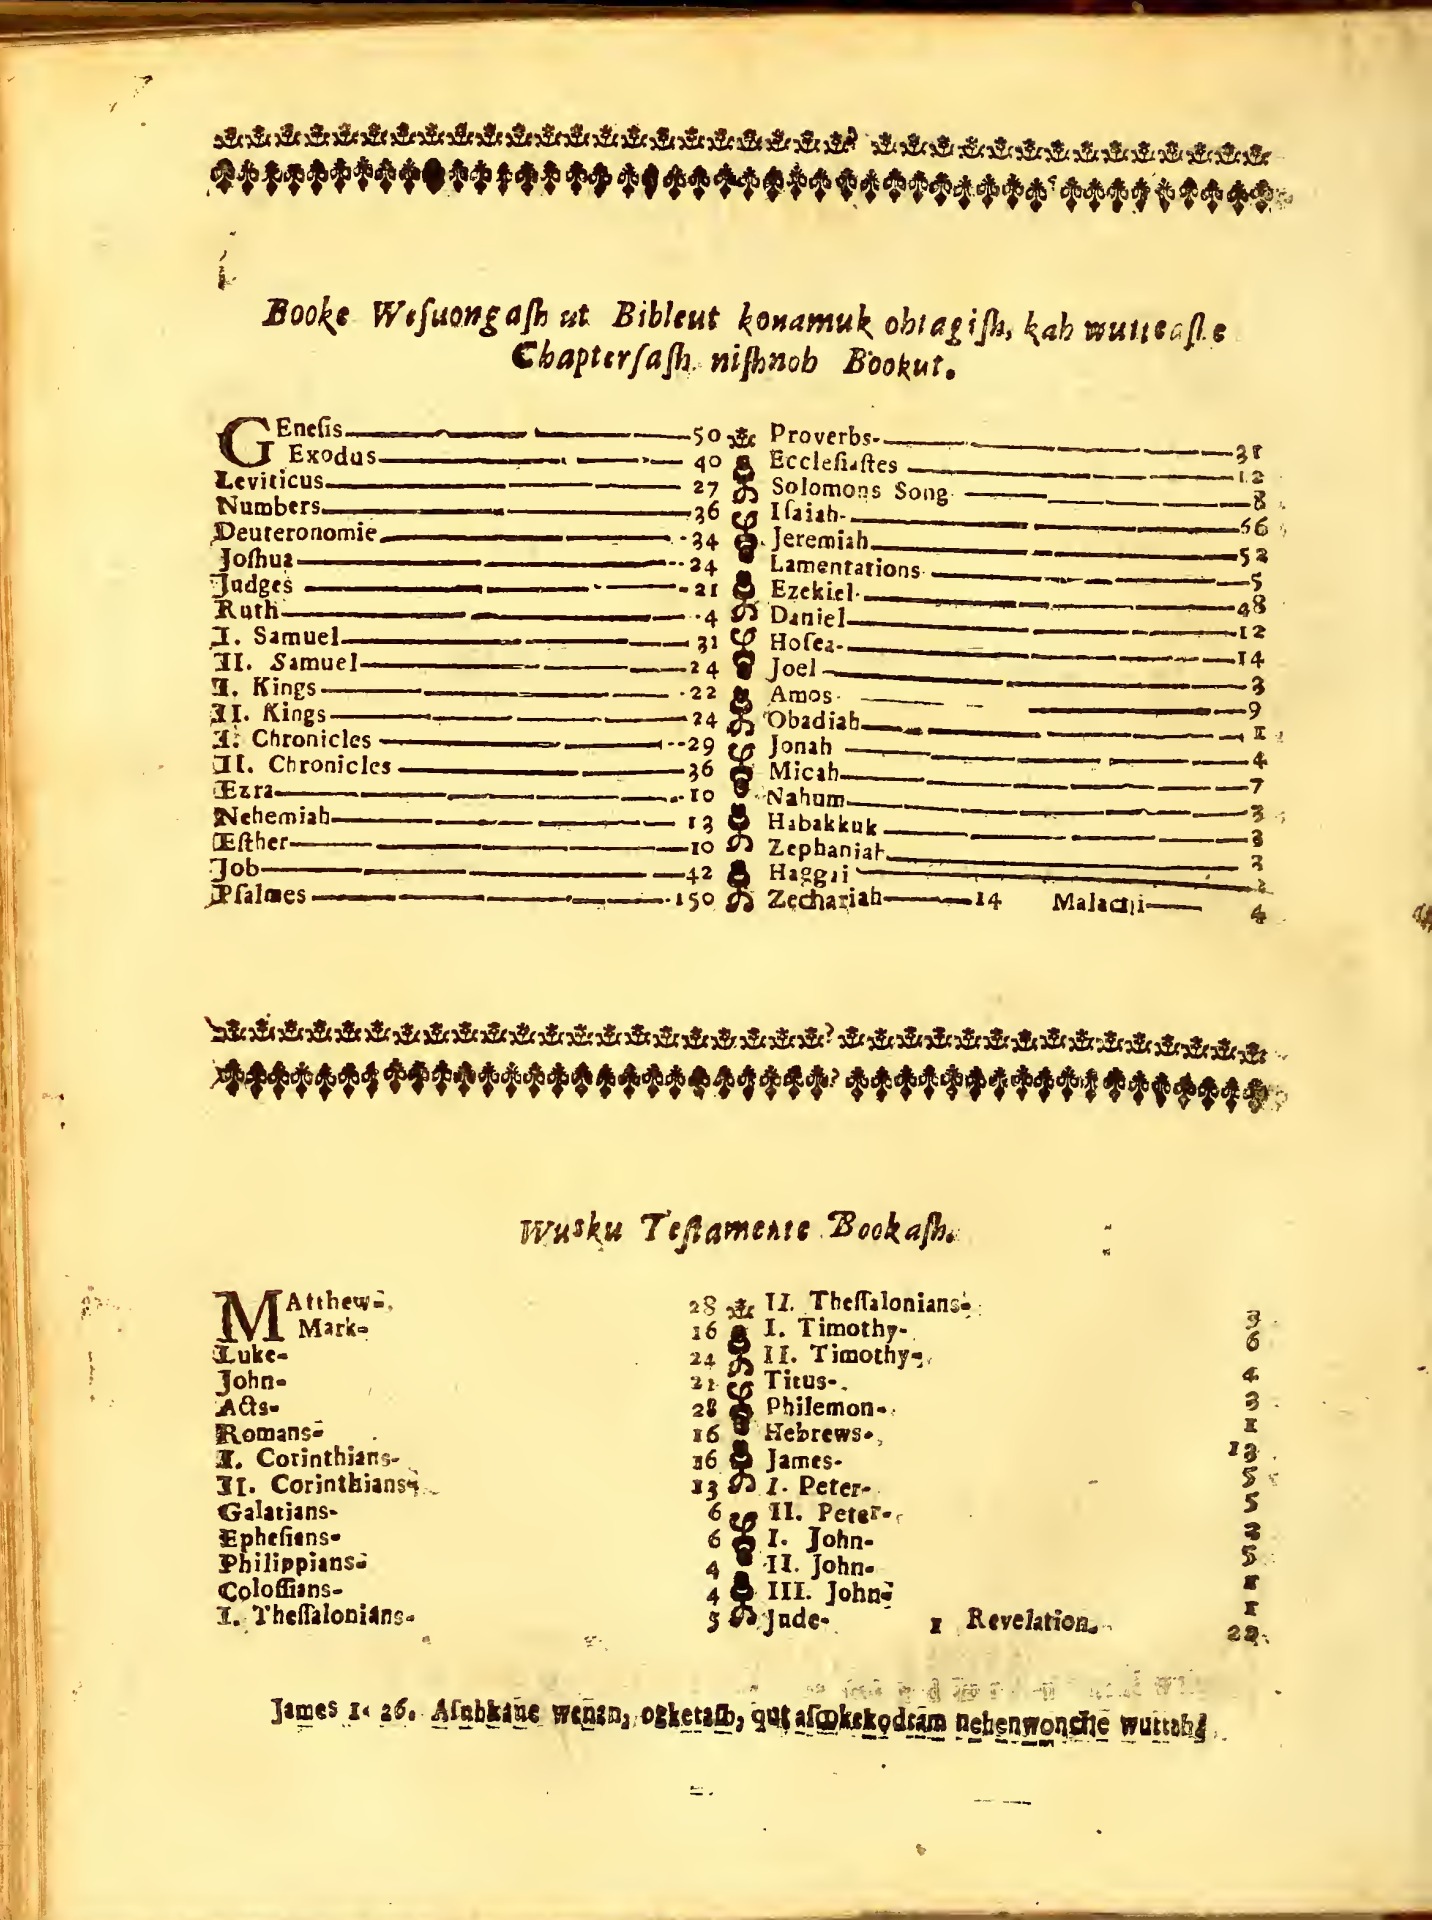 Booke Weſuongaſh ut Bibleut konamuk ohtagiſh, kah wutteaſhe
Chapterſaſh niſhnoh Bookut.
GEneſis 50
Exodus 40
Leviticus 27
Numbers 36
Deuteronomie 34
Joſhua 24
Judges 21
Ruth 4
I. Samuel 31
II. Samuel 24
I. Kings 22
II. Kings 24
I. Chronicles 29
II. Chronicles 36
Ezra 10
Nehemiah 13
Eſther 10
Job 42
Pſalmes 150
Proverbs 31
Eccleſiaſtes 12
Solomons Song 8
Iſaiah 66
Jeremiah 52
Lamentations 5
Ezekiel 48
Daniel 12
Hoſea 14
Joel 3
Amos 9
Obadiah 1
Jonah 4
Micah 7
Nahum 3
Habakkuk 3
Zephaniah 3
Haggai 2
Zechariah 14 Malachi 4
Wusku Teſtamente Bookaſh.
MAtthew- 28
Mark- 16
Luke- 24
John- 21
Acts- 28
Romans- 16
I. Corinthians- 16
II. Corinthians- 13
Galatians- 6
Epheſians- 6
Philippians- 4
Coloſſians- 4
I. Theſſalonians- 5
II. Theſſalonians- 3
I. Timothy- 6
II. Timothy- 4
Titus- 3
Philemon- 1
Hebrews- 13
James- 5
I. Peter- 5
II. Peter- 3
I. John- 5
II. John- 1
III. John- 1
Jude- 1 Revelation. 22
James 1. 26. Aſuhkaue wenan, ogketaſh, qut aſꝏkekodtam nehenwonche wuttah